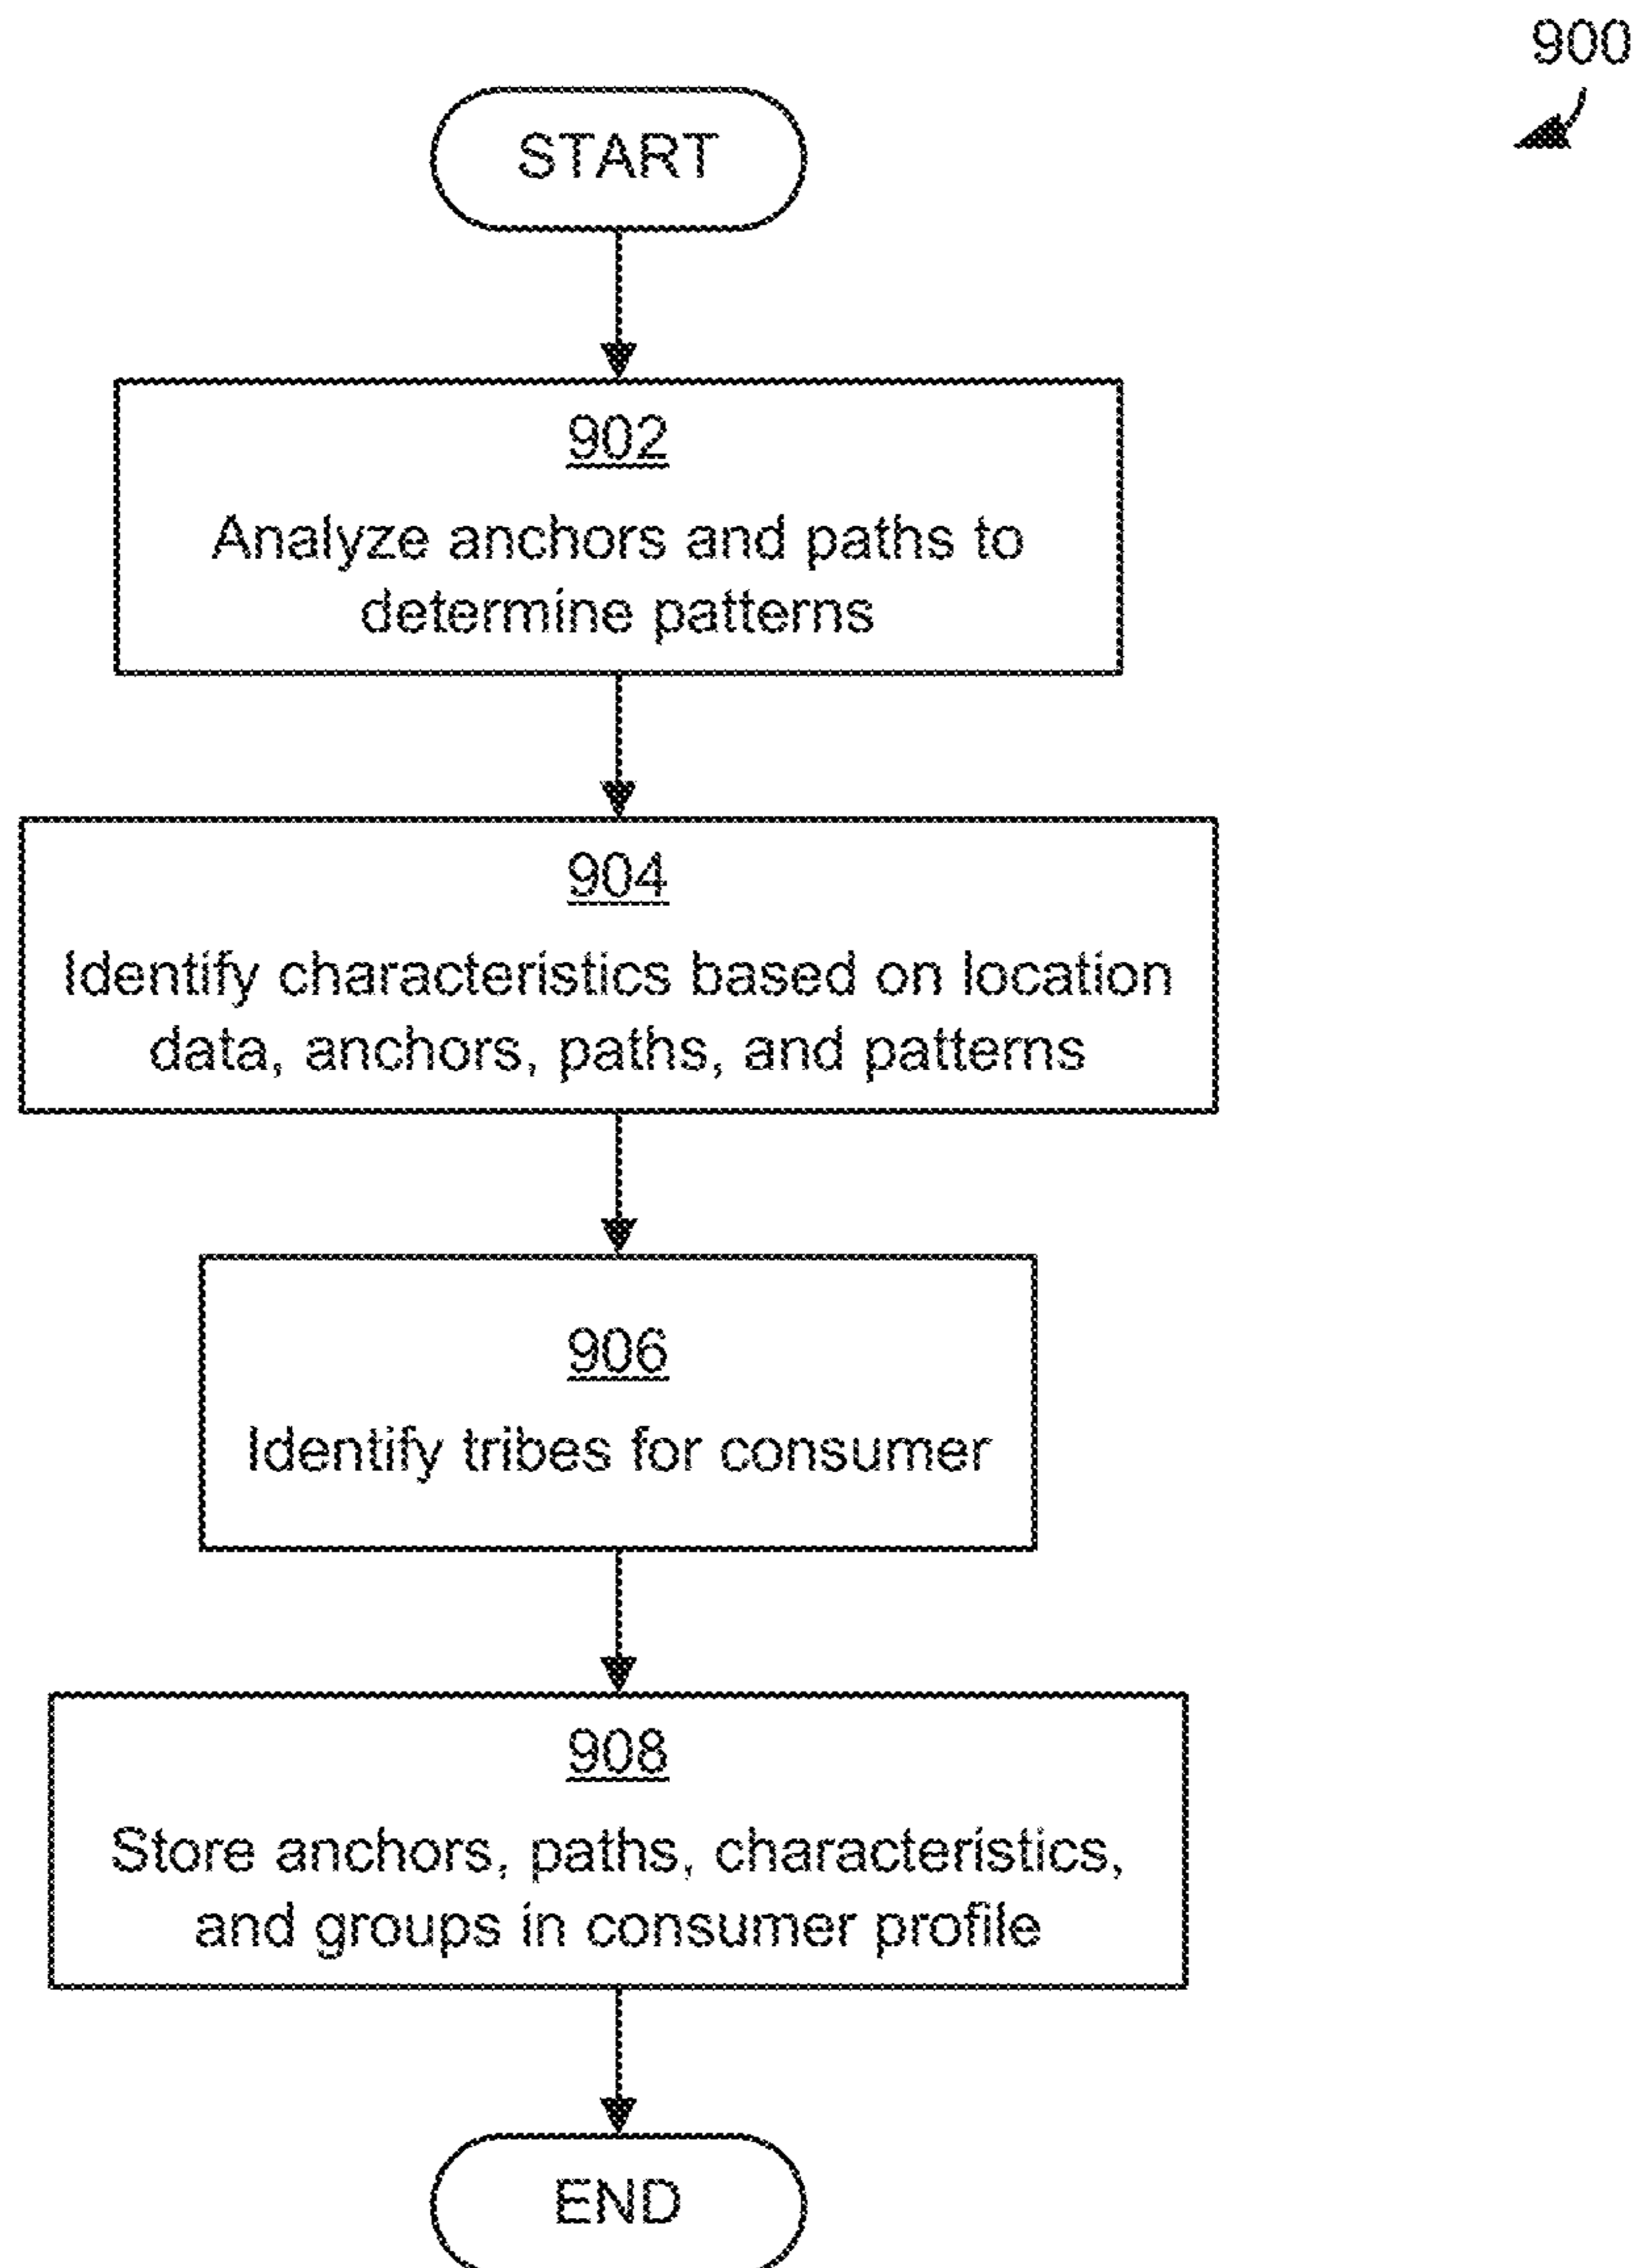 900
START
902
Analyze anchors and paths to
determine patterns
904
Identify characteristics based on location
data, anchors, paths, and patterns
906
Identify tribes for consumer
908
Store anchors, paths, characteristics,
and groups in consumer profile
END